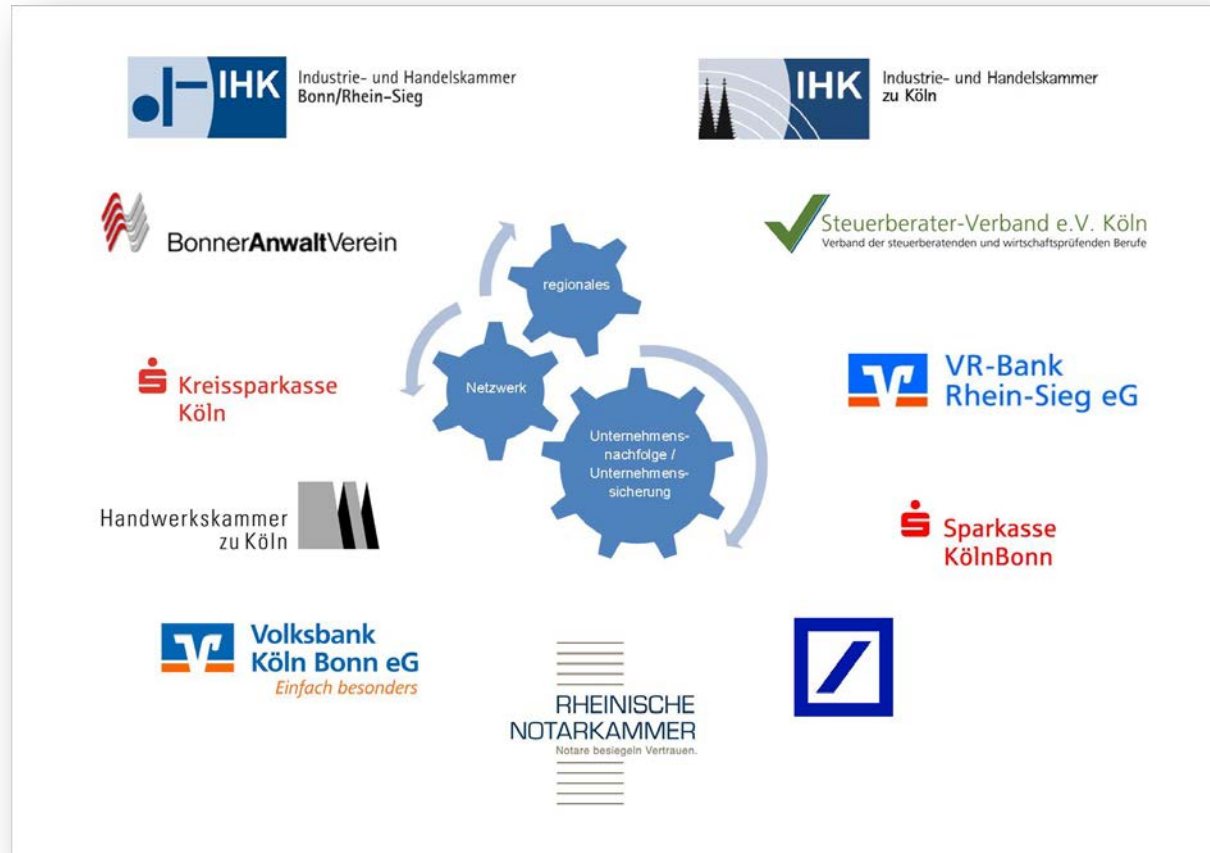 IHK
Industrie- und Handelskammer
Bonn/Rhein-Sieg
IHK
Industrie- und Handelskammer
zu Köln
BonnerAnwaltVerein
Steuerberater-Verband e.V. Köln
Verband der steuerberatenden und wirtschaftsprüfenden Berufe
regionales
Netzwerk
Unternehmens-
nachfolge /
Unternehmens-
sicherung
Kreissparkasse
Köln
VR-Bank
Rhein-Sieg eG
Handwerkskammer
zu Köln
Sparkasse
KölnBonn
Volksbank
Köln Bonn eG
Einfach besonders
RHEINISCHE
NOTARKAMMER
Notare besiegeln Vertrauen.